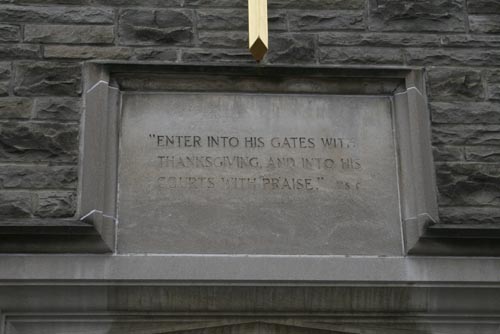 "ENTER INTO HIS GATES WITH
THANKSGIVING, AND INTO HIS
COURTS WITH PRAISE."